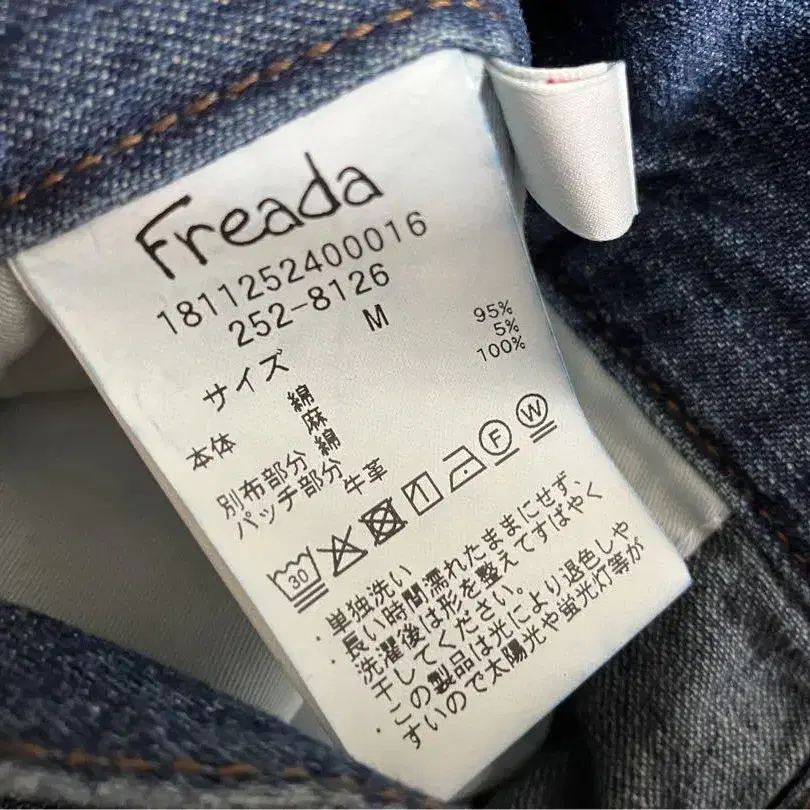 Freada
1811252400016
252-8126
サイズ M
本体 綿 95%
麻 5%
別布部分 綿 100%
パッチ部分 牛革
30 F W
・単独洗い
・長い時間濡れたままにせず、
洗濯後は形を整えてすばやく
干してください。
・この製品は光により退色しや
すいので太陽光や蛍光灯等が